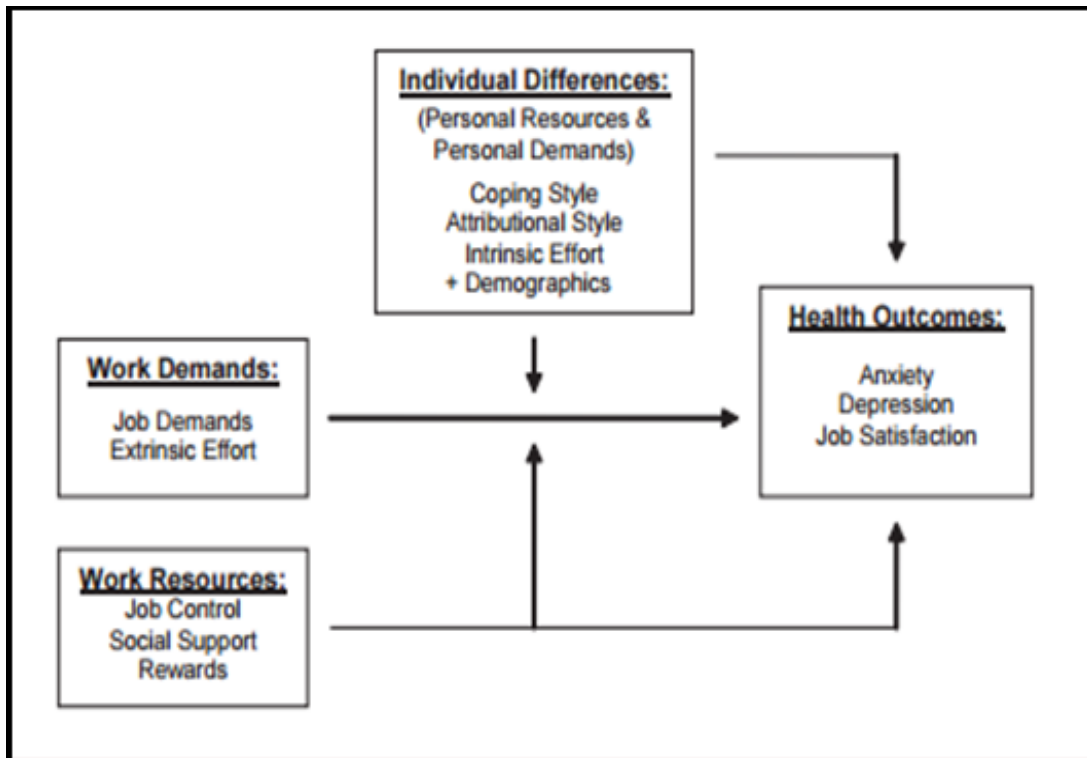 Individual Differences:
(Personal Resources &
Personal Demands)
Coping Style
Attributional Style
Intrinsic Effort
+ Demographics
Health Outcomes:
Anxiety
Depression
Job Satisfaction
Work Demands:
Job Demands
Extrinsic Effort
Work Resources:
Job Control
Social Support
Rewards